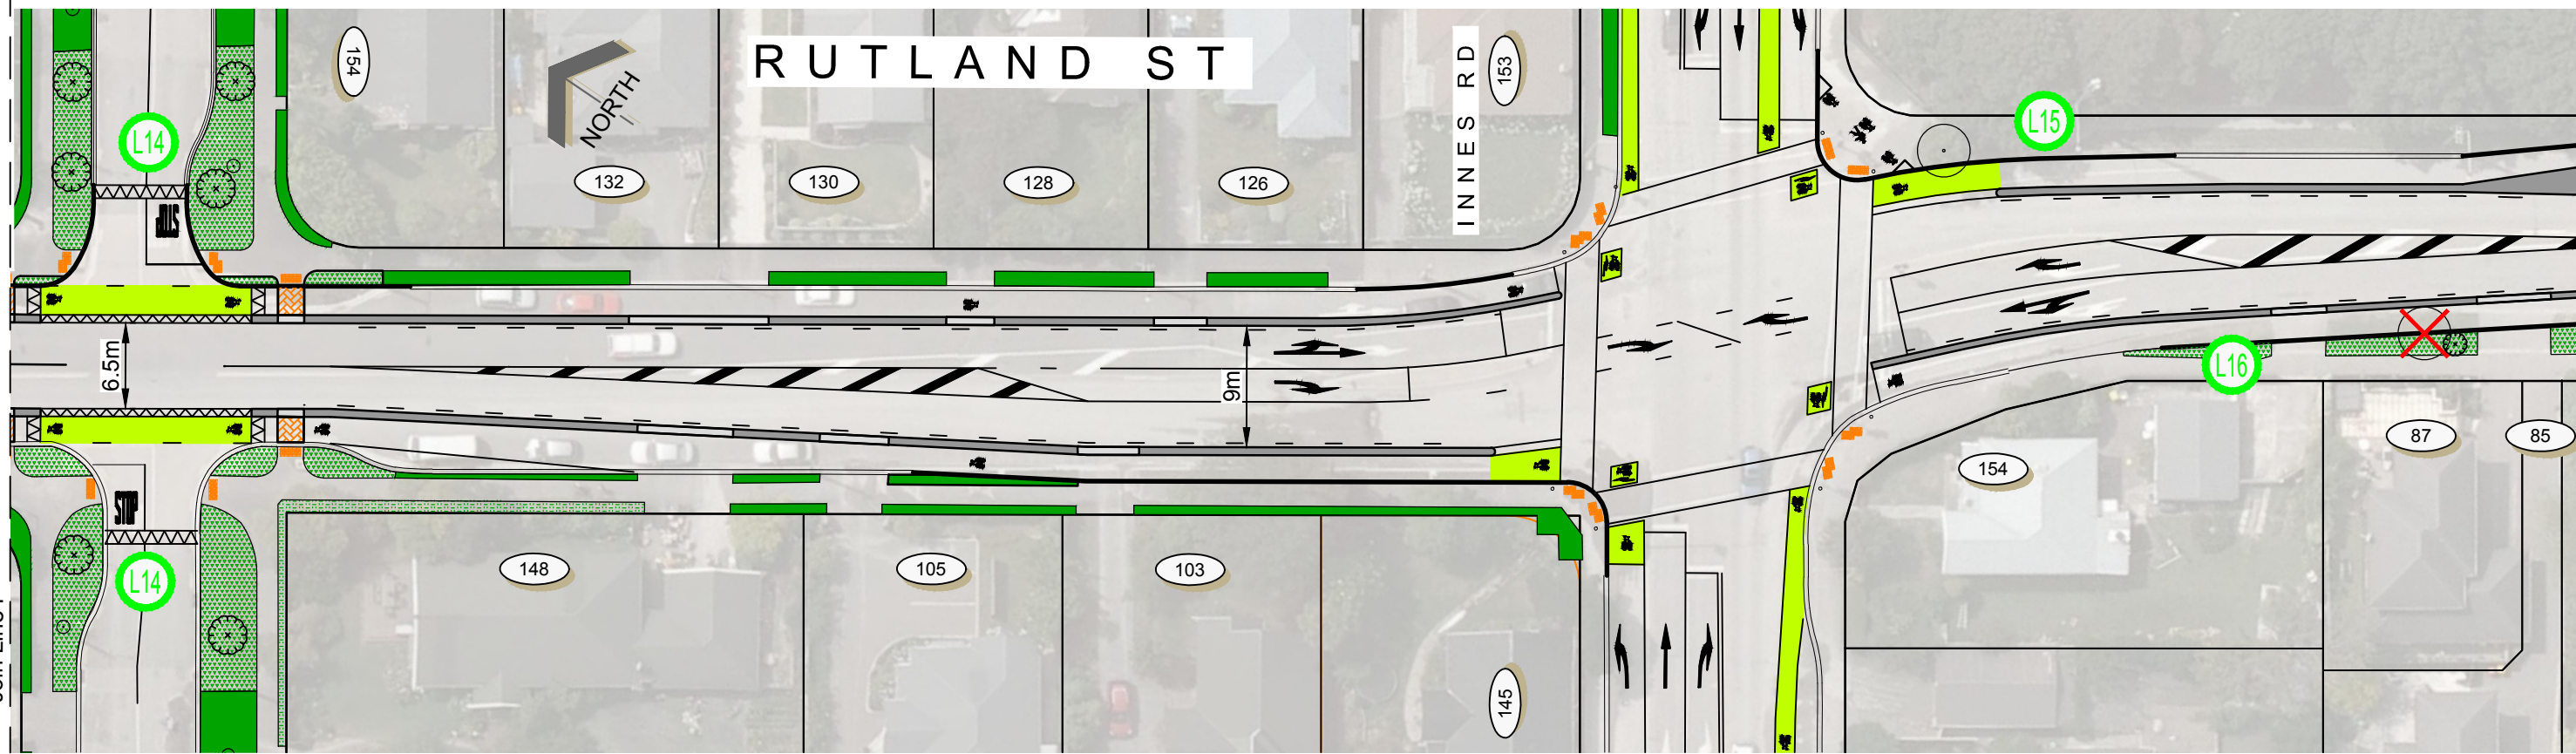 RUTLAND ST
INNES RD
NORTH
154
153
L14
L15
132
130
128
126
STOP
6.5m
9m
L16
87
85
154
STOP
148
105
103
L14
145